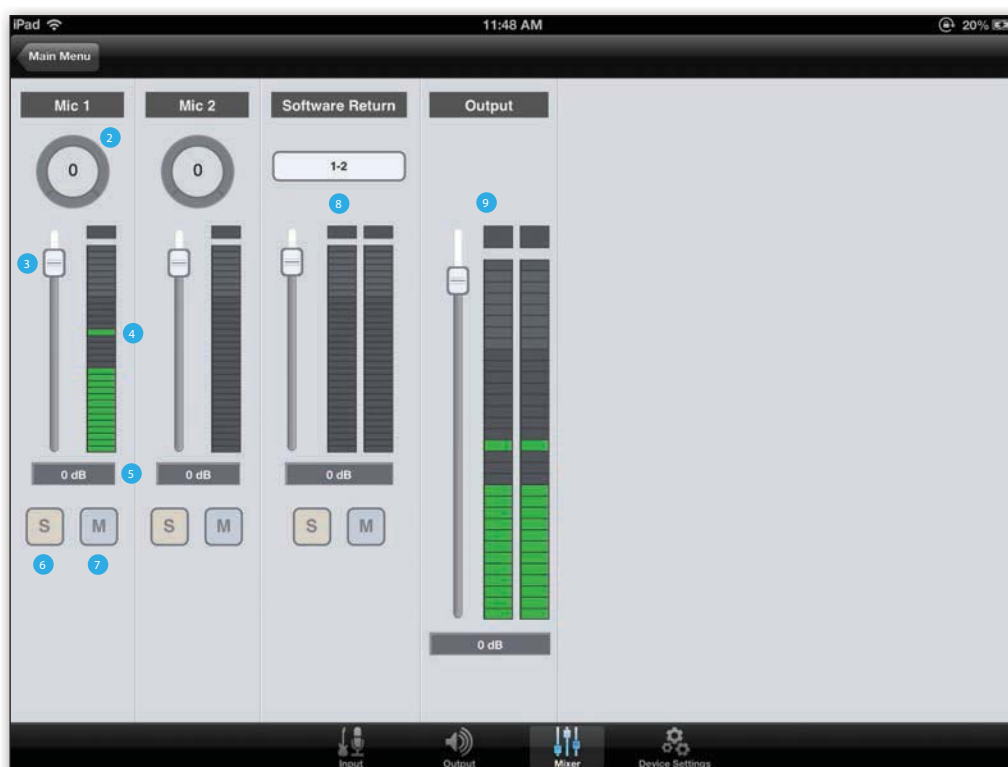 iPad 11:48 AM 20%
Main Menu
Mic 1 Mic 2 Software Return Output
2
0 0 1-2
8 9
3
4
0 dB 5 0 dB 0 dB
S M S M S M
6 7
0 dB
Input Output Mixer Device Settings